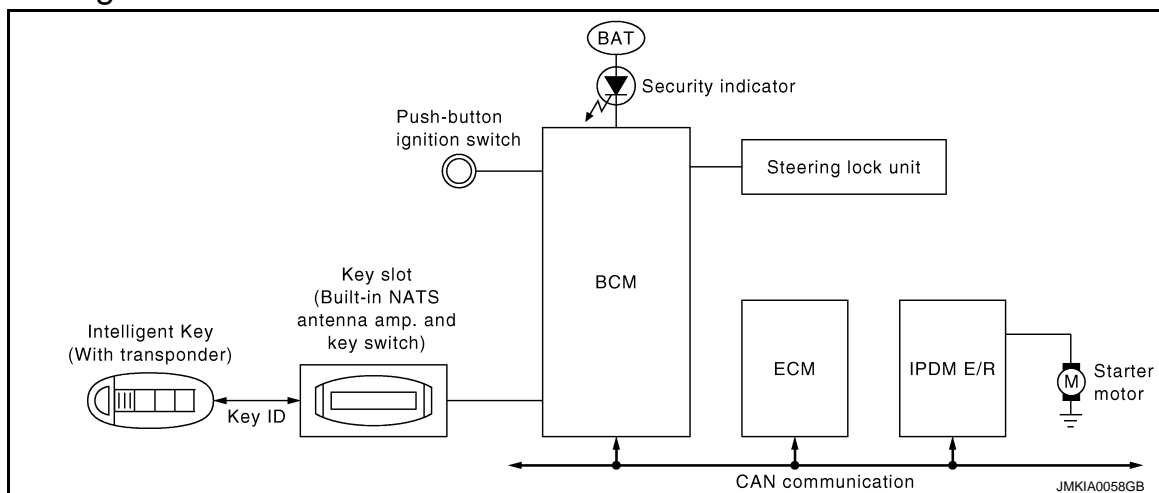 BAT
Security indicator
Push-button
ignition switch
Steering lock unit
BCM
Key slot
(Built-in NATS
antenna amp. and
key switch)
Intelligent Key
(With transponder)
Key ID
ECM
IPDM E/R
M
Starter
motor
CAN communication
JMKIA0058GB